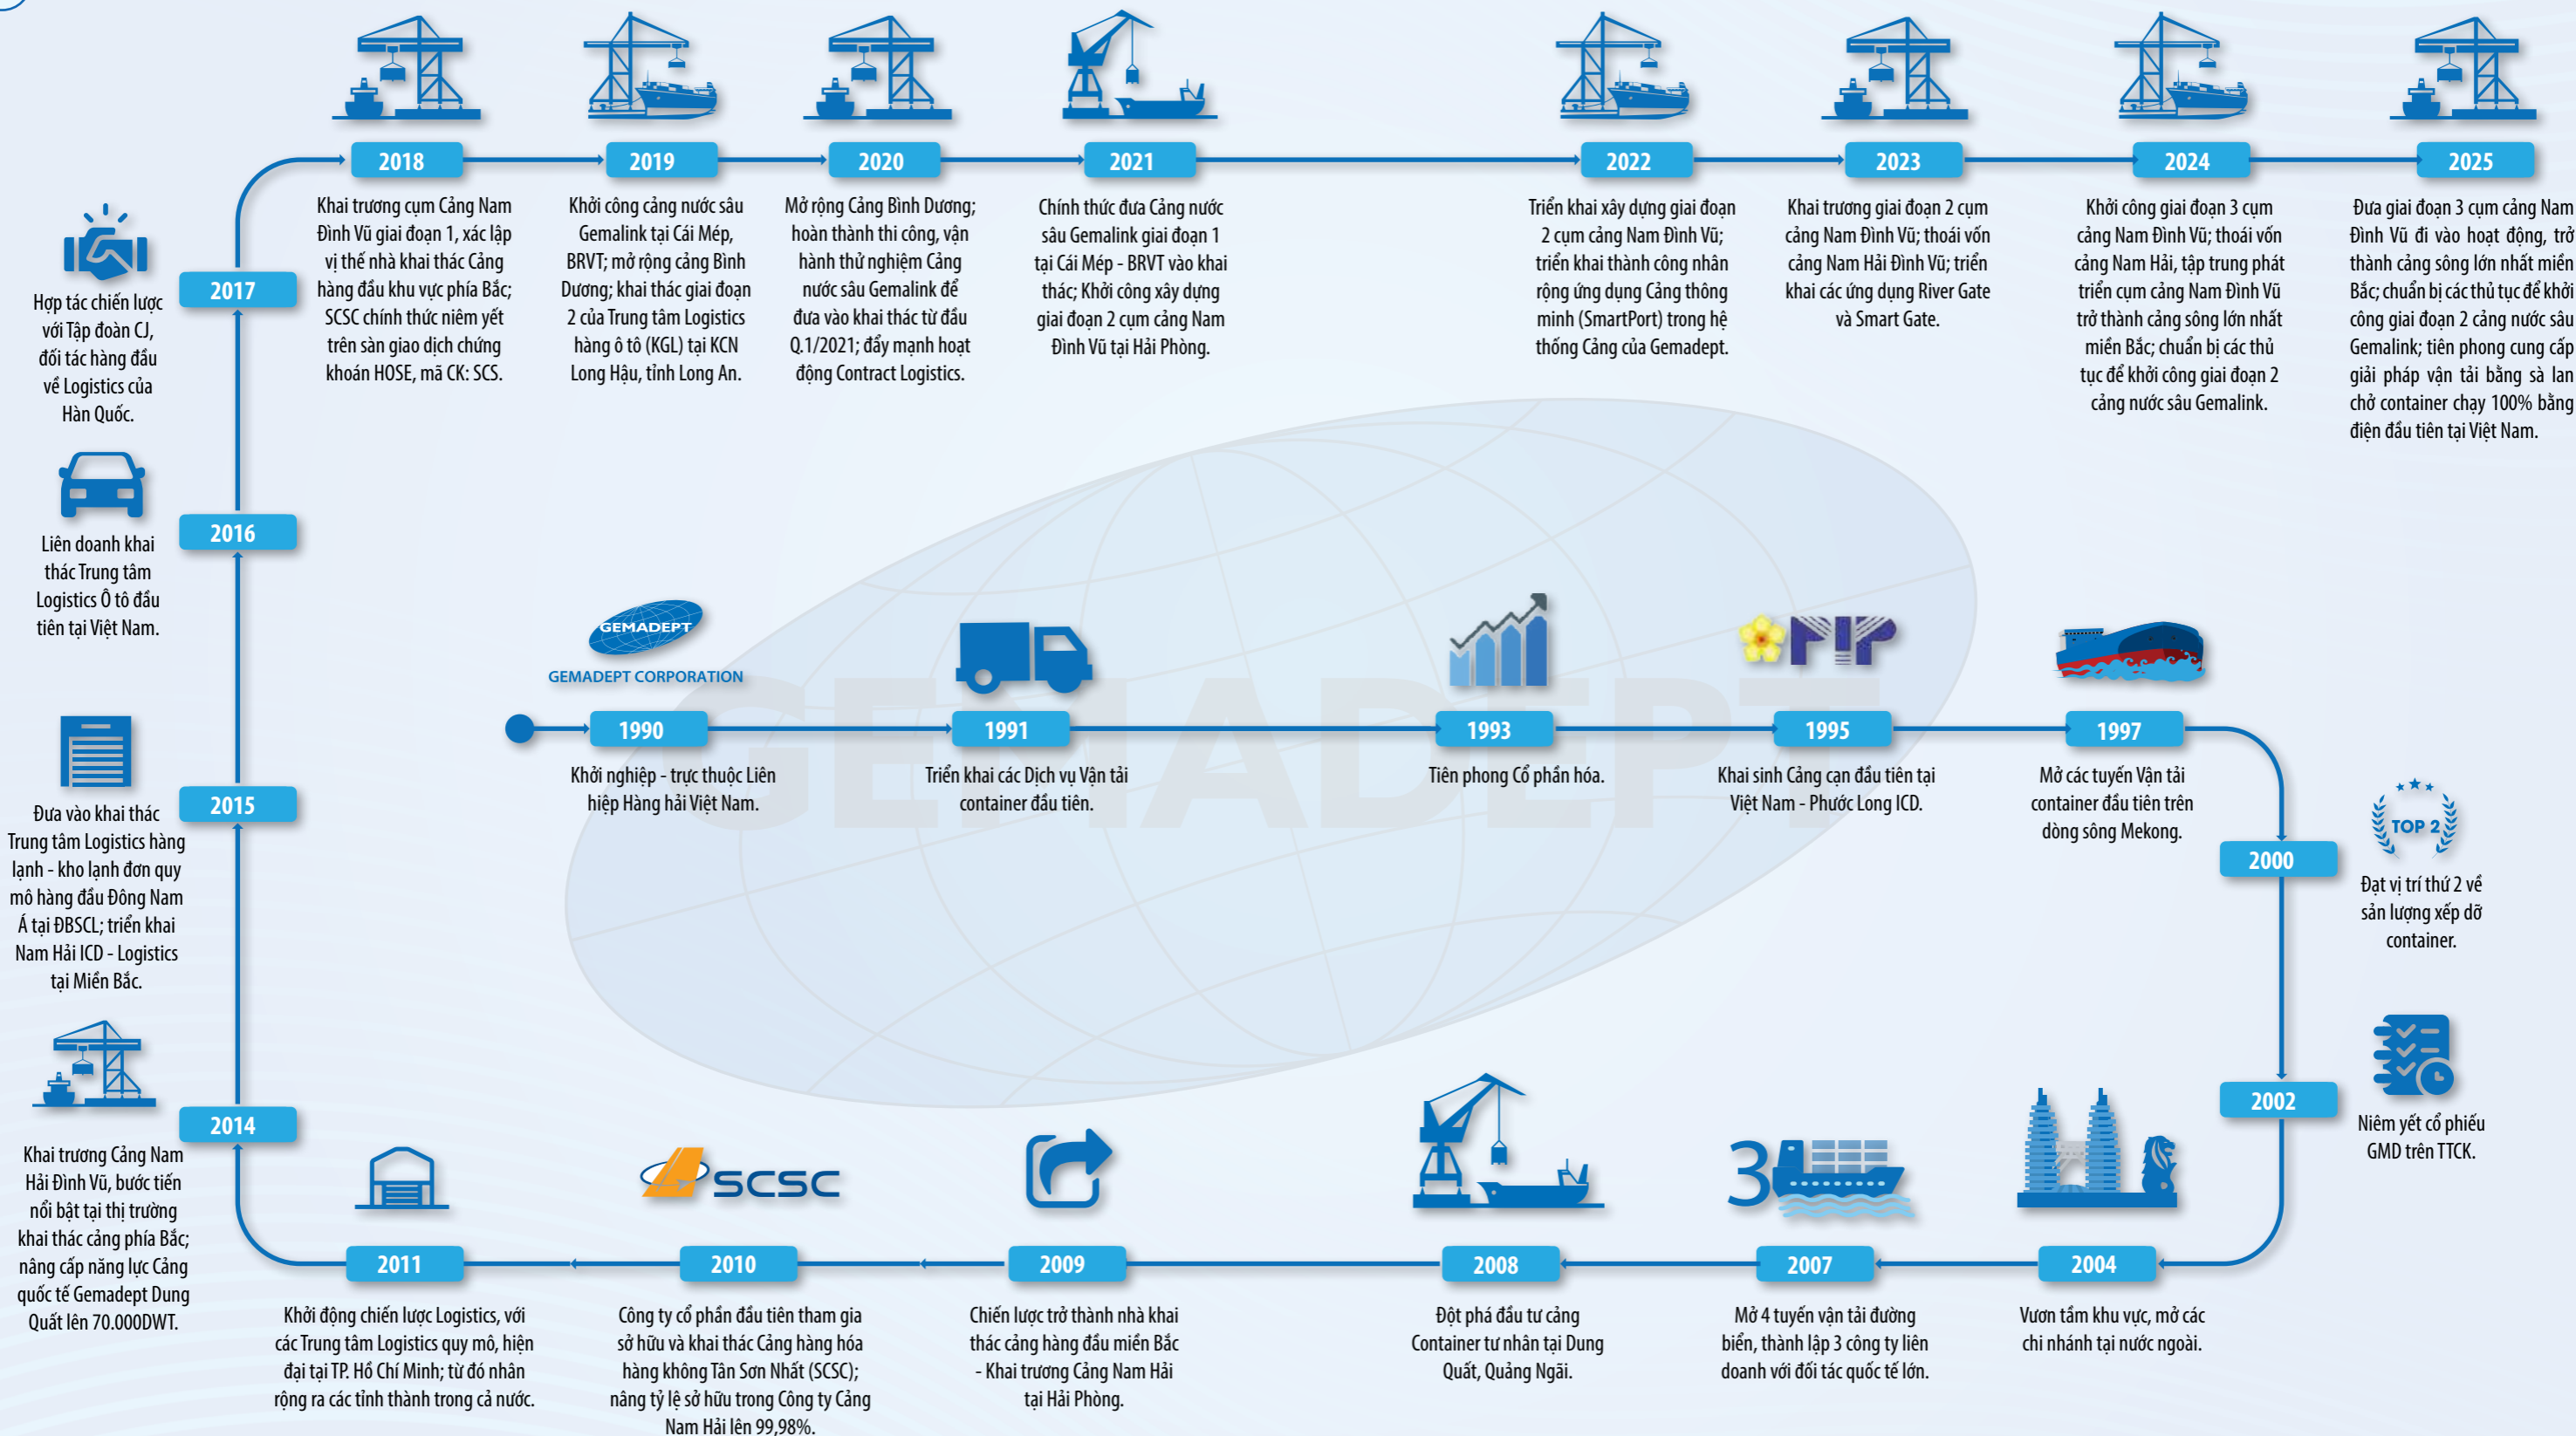 GEMADEPT
GEMADEPT CORPORATION
1990
Khởi nghiệp - trực thuộc Liên
hiệp Hàng hải Việt Nam.
1991
Triển khai các Dịch vụ Vận tải
container đầu tiên.
1993
Tiên phong Cổ phần hóa.
PIP
1995
Khai sinh Cảng cạn đầu tiên tại
Việt Nam - Phước Long ICD.
1997
Mở các tuyến Vận tải
container đầu tiên trên
dòng sông Mekong.
GEMADEPT
TOP 2
2000
Đạt vị trí thứ 2 về
sản lượng xếp dỡ
container.
2002
Niêm yết cổ phiếu
GMD trên TTCK.
2004
Vươn tầm khu vực, mở các
chi nhánh tại nước ngoài.
3
2007
Mở 4 tuyến vận tải đường
biển, thành lập 3 công ty liên
doanh với đối tác quốc tế lớn.
2008
Đột phá đầu tư cảng
Container tư nhân tại Dung
Quất, Quảng Ngãi.
2009
Chiến lược trở thành nhà khai
thác cảng hàng đầu miền Bắc
- Khai trương Cảng Nam Hải
tại Hải Phòng.
SCSC
2010
Công ty cổ phần đầu tiên tham gia
sở hữu và khai thác Cảng hàng hóa
hàng không Tân Sơn Nhất (SCSC);
nâng tỷ lệ sở hữu trong Công ty Cảng
Nam Hải lên 99,98%.
2011
Khởi động chiến lược Logistics, với
các Trung tâm Logistics quy mô, hiện
đại tại TP. Hồ Chí Minh; từ đó nhân
rộng ra các tỉnh thành trong cả nước.
2014
Khai trương Cảng Nam
Hải Đình Vũ, bước tiến
nổi bật tại thị trường
khai thác cảng phía Bắc;
nâng cấp năng lực Cảng
quốc tế Gemadept Dung
Quất lên 70.000DWT.
2015
Đưa vào khai thác
Trung tâm Logistics hàng
lạnh - kho lạnh đơn quy
mô hàng đầu Đông Nam
Á tại ĐBSCL; triển khai
Nam Hải ICD - Logistics
tại Miền Bắc.
2016
Liên doanh khai
thác Trung tâm
Logistics Ô tô đầu
tiên tại Việt Nam.
2017
Hợp tác chiến lược
với Tập đoàn CJ,
đối tác hàng đầu
về Logistics của
Hàn Quốc.
2018
Khai trương cụm Cảng Nam
Đình Vũ giai đoạn 1, xác lập
vị thế nhà khai thác Cảng
hàng đầu khu vực phía Bắc;
SCSC chính thức niêm yết
trên sàn giao dịch chứng
khoán HOSE, mã CK: SCS.
2019
Khởi công cảng nước sâu
Gemalink tại Cái Mép,
BRVT; mở rộng cảng Bình
Dương; khai thác giai đoạn
2 của Trung tâm Logistics
hàng ô tô (KGL) tại KCN
Long Hậu, tỉnh Long An.
2020
Mở rộng Cảng Bình Dương;
hoàn thành thi công, vận
hành thử nghiệm Cảng
nước sâu Gemalink để
đưa vào khai thác từ đầu
Q.1/2021; đẩy mạnh hoạt
động Contract Logistics.
2021
Chính thức đưa Cảng nước
sâu Gemalink giai đoạn 1
tại Cái Mép - BRVT vào khai
thác; Khởi công xây dựng
giai đoạn 2 cụm cảng Nam
Đình Vũ tại Hải Phòng.
2022
Triển khai xây dựng giai đoạn
2 cụm cảng Nam Đình Vũ;
triển khai thành công nhân
rộng ứng dụng Cảng thông
minh (SmartPort) trong hệ
thống Cảng của Gemadept.
2023
Khai trương giai đoạn 2 cụm
cảng Nam Đình Vũ; thoái vốn
cảng Nam Hải Đình Vũ; triển
khai các ứng dụng River Gate
và Smart Gate.
2024
Khởi công giai đoạn 3 cụm
cảng Nam Đình Vũ; thoái vốn
cảng Nam Hải, tập trung phát
triển cụm cảng Nam Đình Vũ
trở thành cảng sông lớn nhất
miền Bắc; chuẩn bị các thủ
tục để khởi công giai đoạn 2
cảng nước sâu Gemalink.
2025
Đưa giai đoạn 3 cụm cảng Nam
Đình Vũ đi vào hoạt động, trở
thành cảng sông lớn nhất miền
Bắc; chuẩn bị các thủ tục để khởi
công giai đoạn 2 cảng nước sâu
Gemalink; tiên phong cung cấp
giải pháp vận tải bằng sà lan
chở container chạy 100% bằng
điện đầu tiên tại Việt Nam.